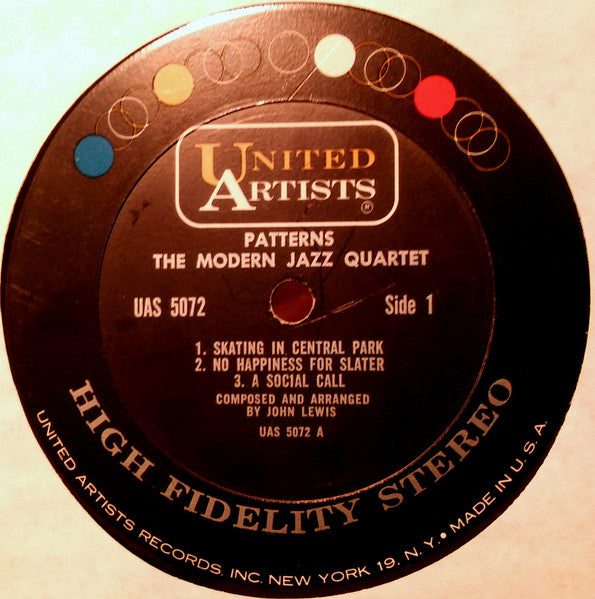 UNITED
ARTISTS
®
PATTERNS
THE MODERN JAZZ QUARTET
UAS 5072
Side 1
1. SKATING IN CENTRAL PARK
2. NO HAPPINESS FOR SLATER
3. A SOCIAL CALL
COMPOSED AND ARRANGED
BY JOHN LEWIS
UAS 5072 A
HIGH FIDELITY STEREO
UNITED ARTISTS RECORDS, INC. NEW YORK 19, N.Y. • MADE IN U.S.A.